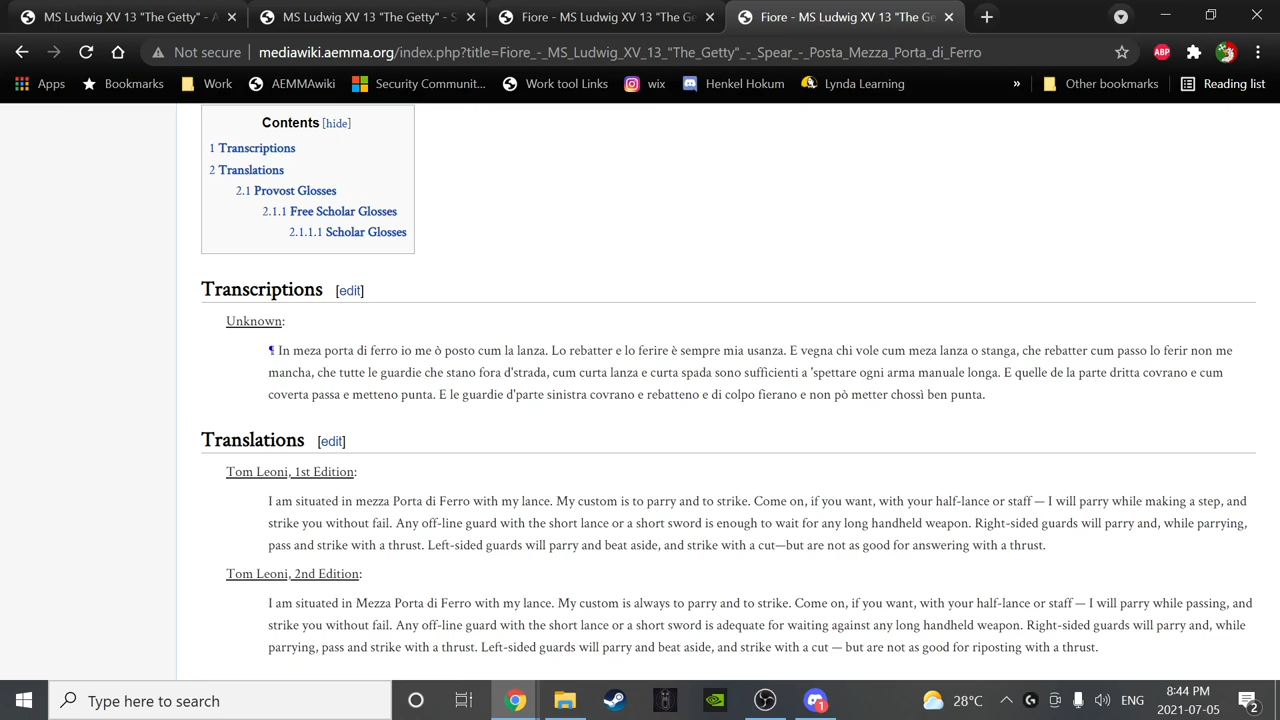 MS Ludwig XV 13 "The Getty" - A
MS Ludwig XV 13 "The Getty" - S
Fiore - MS Ludwig XV 13 "The Ge
Fiore - MS Ludwig XV 13 "The Ge
Not secure
mediawiki.aemma.org/index.php?title=Fiore_-_MS_Ludwig_XV_13_"The_Getty"_-_Spear_-_Posta_Mezza_Porta_di_Ferro
ABP
Apps
Bookmarks
Work
AEMMAwiki
Security Communit...
Work tool Links
wix
Henkel Hokum
Lynda Learning
»
Other bookmarks
Reading list
Contents [hide]
1 Transcriptions
2 Translations
2.1 Provost Glosses
2.1.1 Free Scholar Glosses
2.1.1.1 Scholar Glosses
Transcriptions [edit]
Unknown:
¶ In meza porta di ferro io me ò posto cum la lanza. Lo rebatter e lo ferire è sempre mia usanza. E vegna chi vole cum meza lanza o stanga, che rebatter cum passo lo ferir non me
mancha, che tutte le guardie che stano fora d'strada, cum curta lanza e curta spada sono sufficienti a 'spettare ogni arma manuale longa. E quelle de la parte dritta covrano e cum
coverta passa e metteno punta. E le guardie d'parte sinistra covrano e rebatteno e di colpo fierano e non pò metter chossì ben punta.
Translations [edit]
Tom Leoni, 1st Edition:
I am situated in mezza Porta di Ferro with my lance. My custom is to parry and to strike. Come on, if you want, with your half-lance or staff — I will parry while making a step, and
strike you without fail. Any off-line guard with the short lance or a short sword is enough to wait for any long handheld weapon. Right-sided guards will parry and, while parrying,
pass and strike with a thrust. Left-sided guards will parry and beat aside, and strike with a cut—but are not as good for answering with a thrust.
Tom Leoni, 2nd Edition:
I am situated in Mezza Porta di Ferro with my lance. My custom is always to parry and to strike. Come on, if you want, with your half-lance or staff — I will parry while passing, and
strike you without fail. Any off-line guard with the short lance or a short sword is adequate for waiting against any long handheld weapon. Right-sided guards will parry and, while
parrying, pass and strike with a thrust. Left-sided guards will parry and beat aside, and strike with a cut — but are not as good for riposting with a thrust.
Type here to search
1
28°C
ENG
8:44 PM
2021-07-05
2